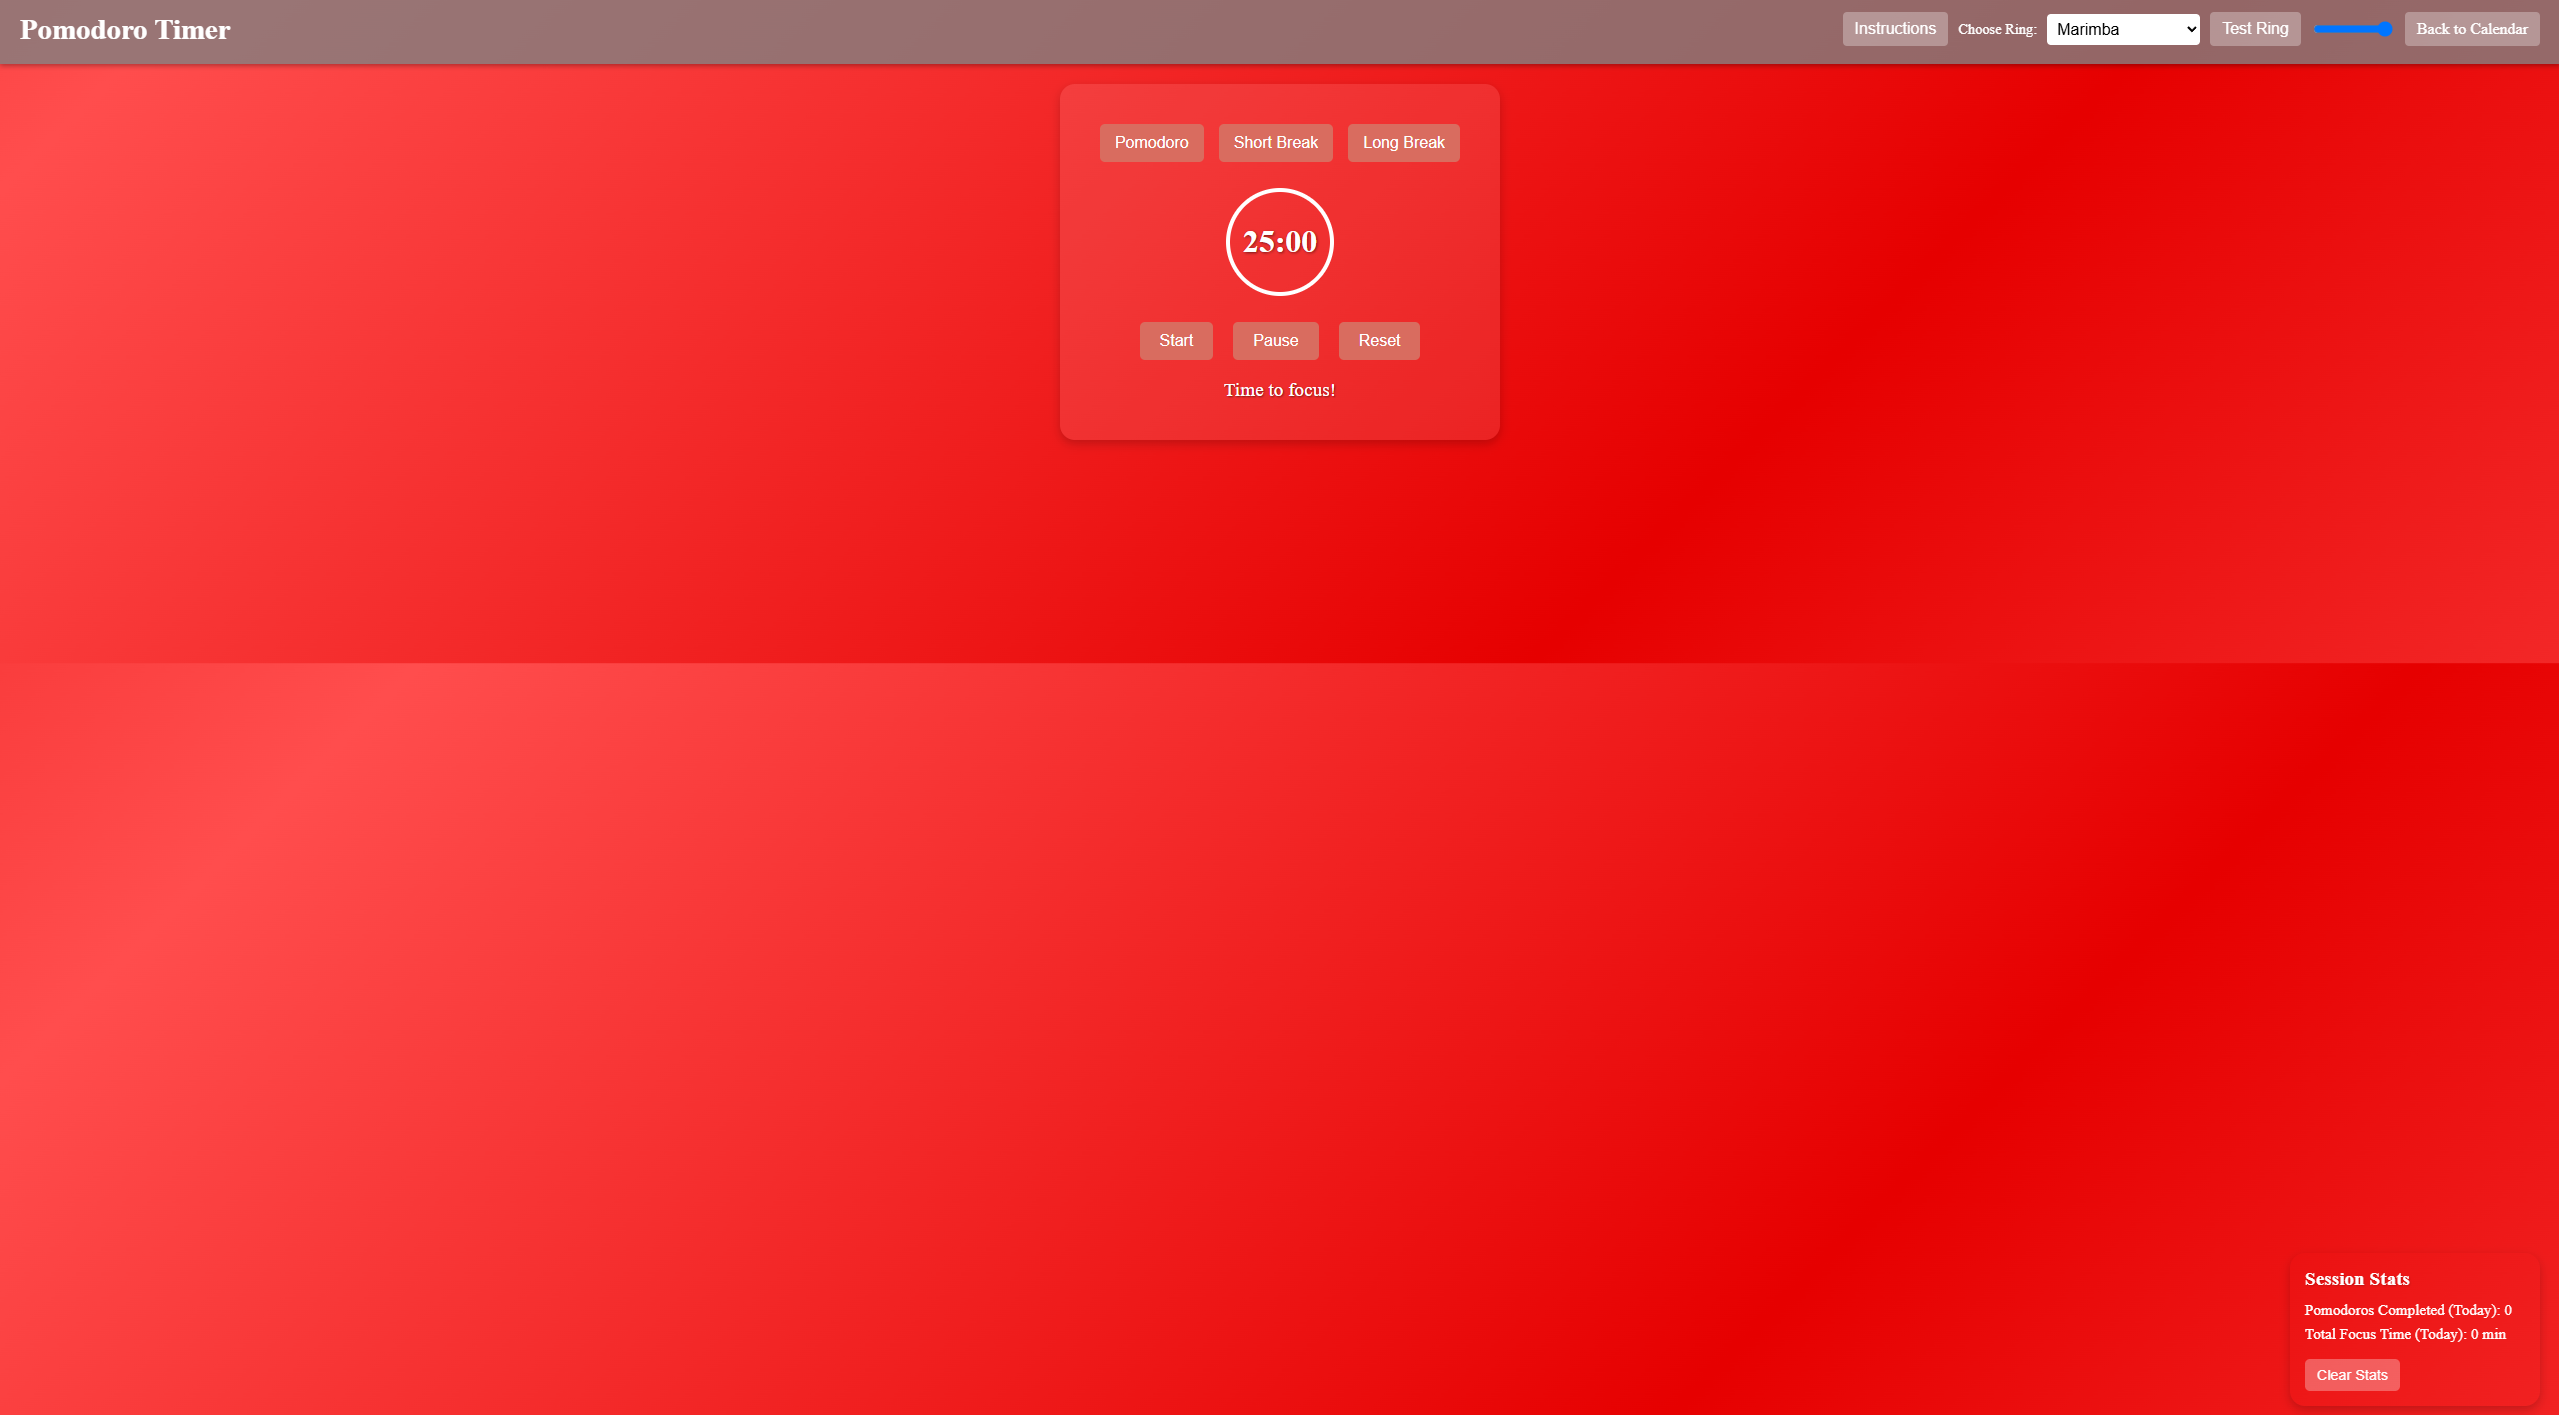 Pomodoro Timer
Instructions
Choose Ring:
Marimba
Test Ring
Back to Calendar
Pomodoro
Short Break
Long Break
25:00
Start
Pause
Reset
Time to focus!
Session Stats
Pomodoros Completed (Today): 0
Total Focus Time (Today): 0 min
Clear Stats